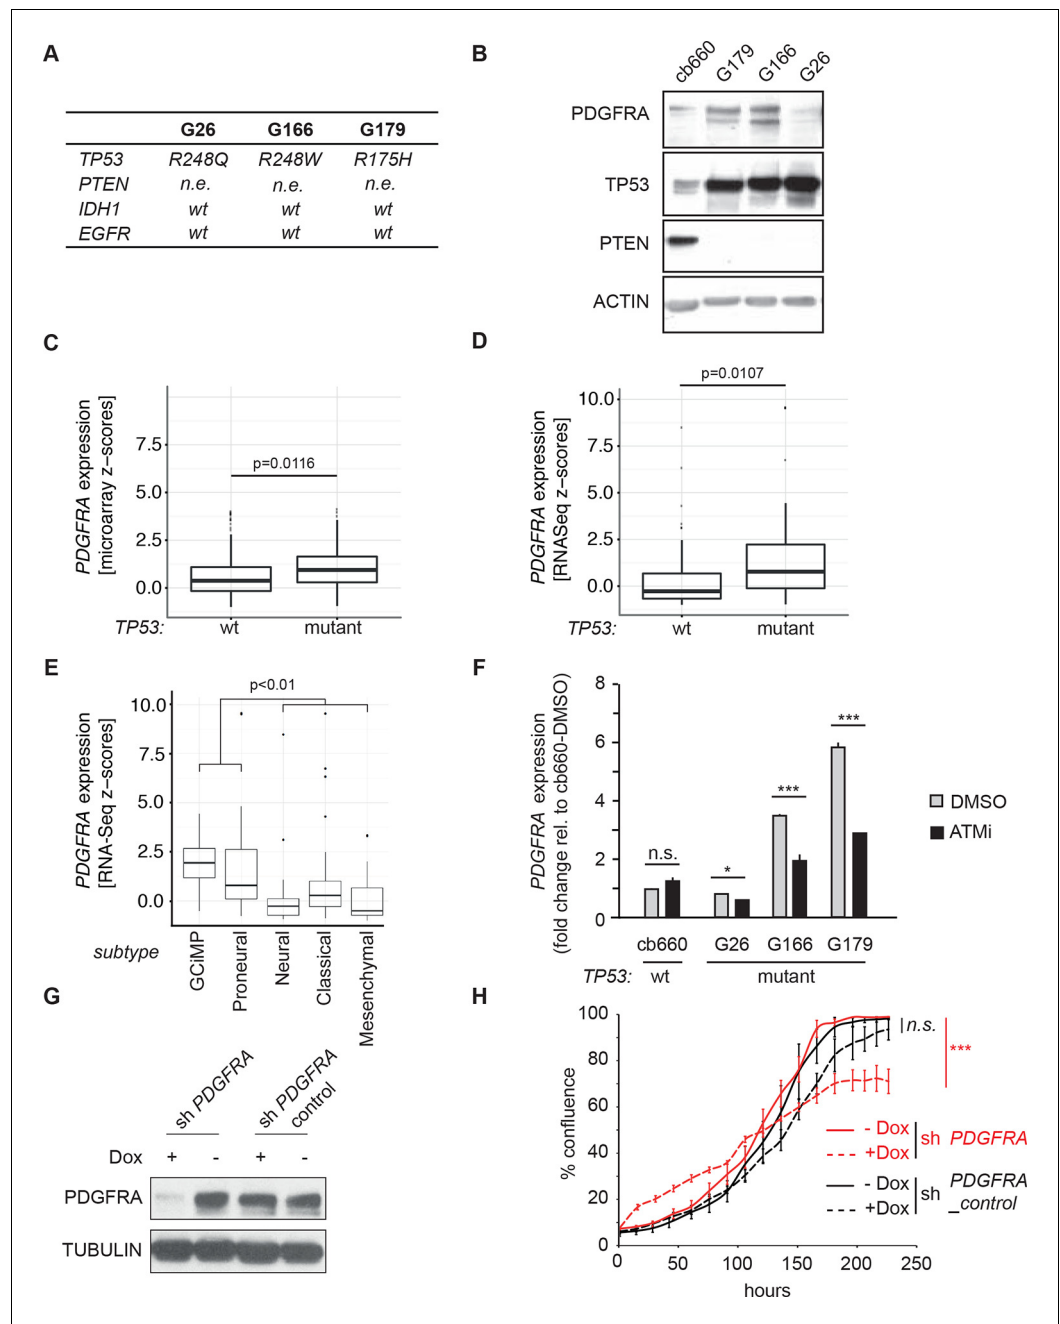 A
G26 G166 G179
TP53 R248Q R248W R175H
PTEN n.e. n.e. n.e.
IDH1 wt wt wt
EGFR wt wt wt
B
cb660 G179 G166 G26
PDGFRA
TP53
PTEN
ACTIN
C
PDGFRA expression
[microarray z−scores]
7.5
5.0
2.5
0.0
p=0.0116
TP53: wt mutant
D
PDGFRA expression
[RNASeq z−scores]
10.0
7.5
5.0
2.5
0.0
p=0.0107
TP53: wt mutant
E
PDGFRA expression
[RNA-Seq z−scores]
10.0
7.5
5.0
2.5
0.0
p<0.01
subtype
GCiMP
Proneural
Neural
Classical
Mesenchymal
F
PDGFRA expression
(fold change rel. to cb660-DMSO)
8
6
4
2
0
n.s.
*
***
***
DMSO
ATMi
cb660 G26 G166 G179
TP53: wt mutant
G
sh PDGFRA
sh PDGFRA
control
Dox + - + -
PDGFRA
TUBULIN
H
% confluence
100
80
60
40
20
0
0 50 100 150 200 250
hours
n.s.
***
- Dox
+Dox
sh PDGFRA
- Dox
+Dox
sh PDGFRA
_control